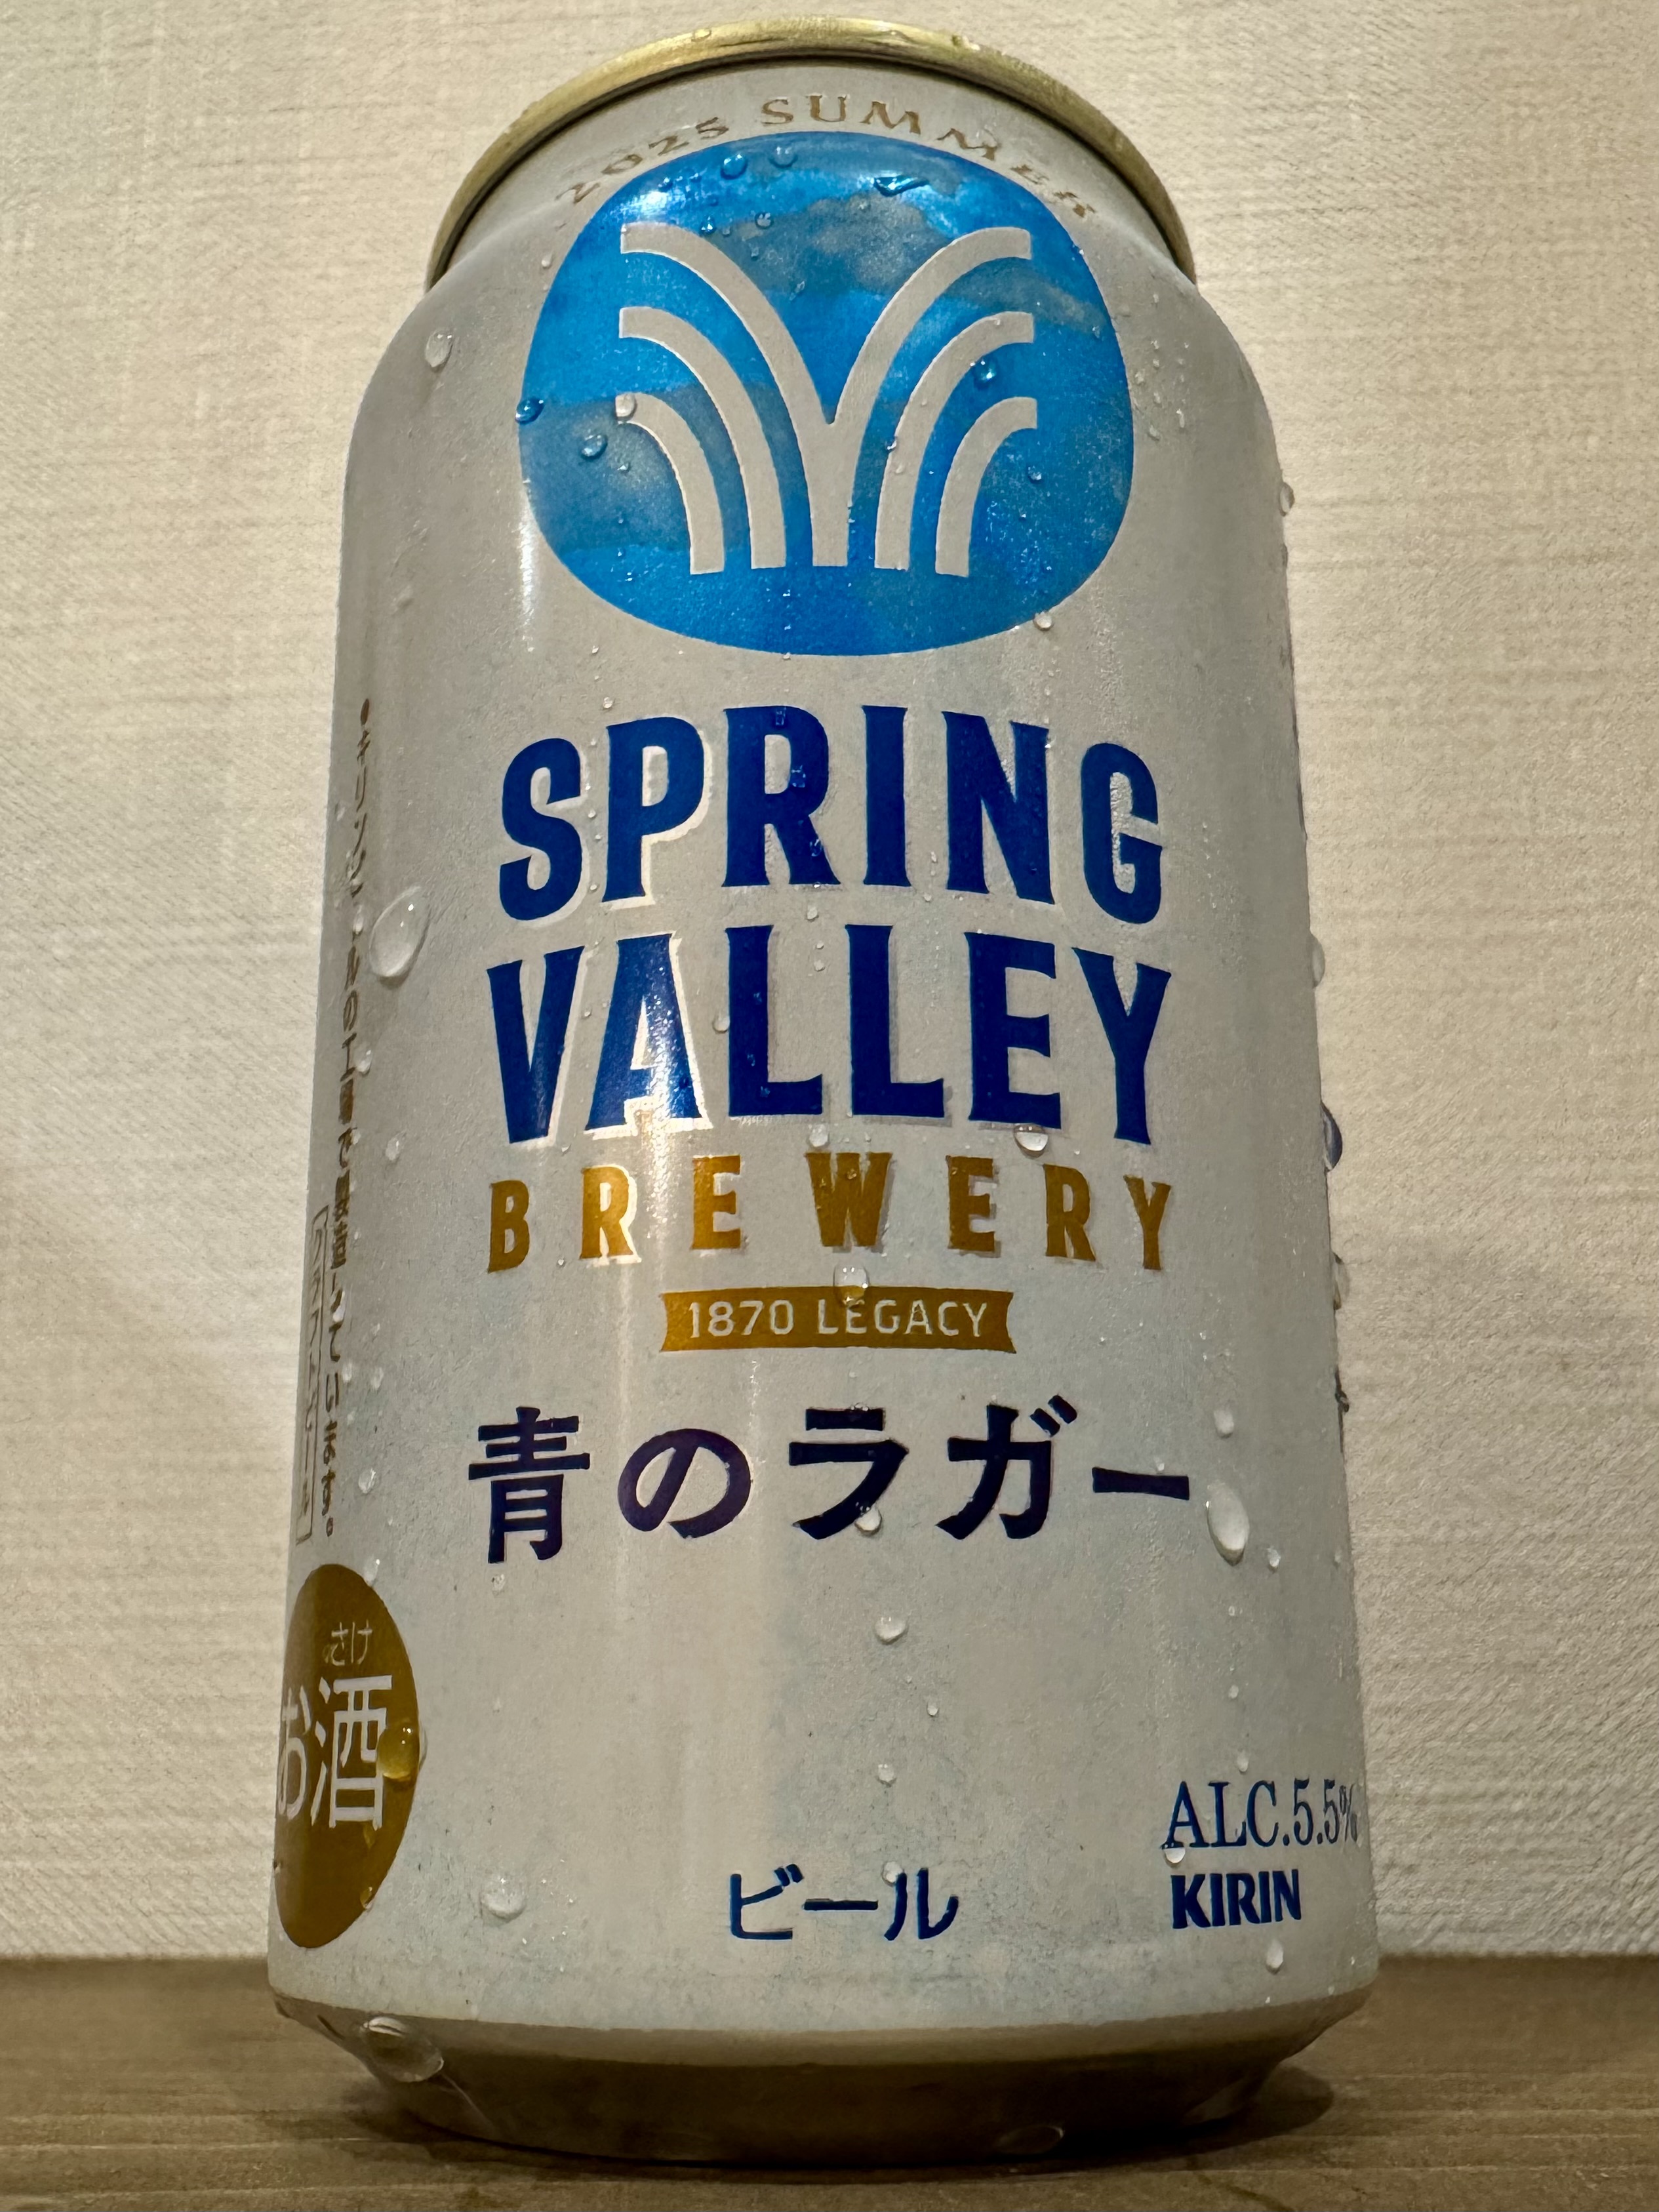 2025 SUMMER
SPRING
VALLEY
BREWERY
1870 LEGACY
青のラガー
さけ
お酒
ALC.5.5%
ビール
KIRIN